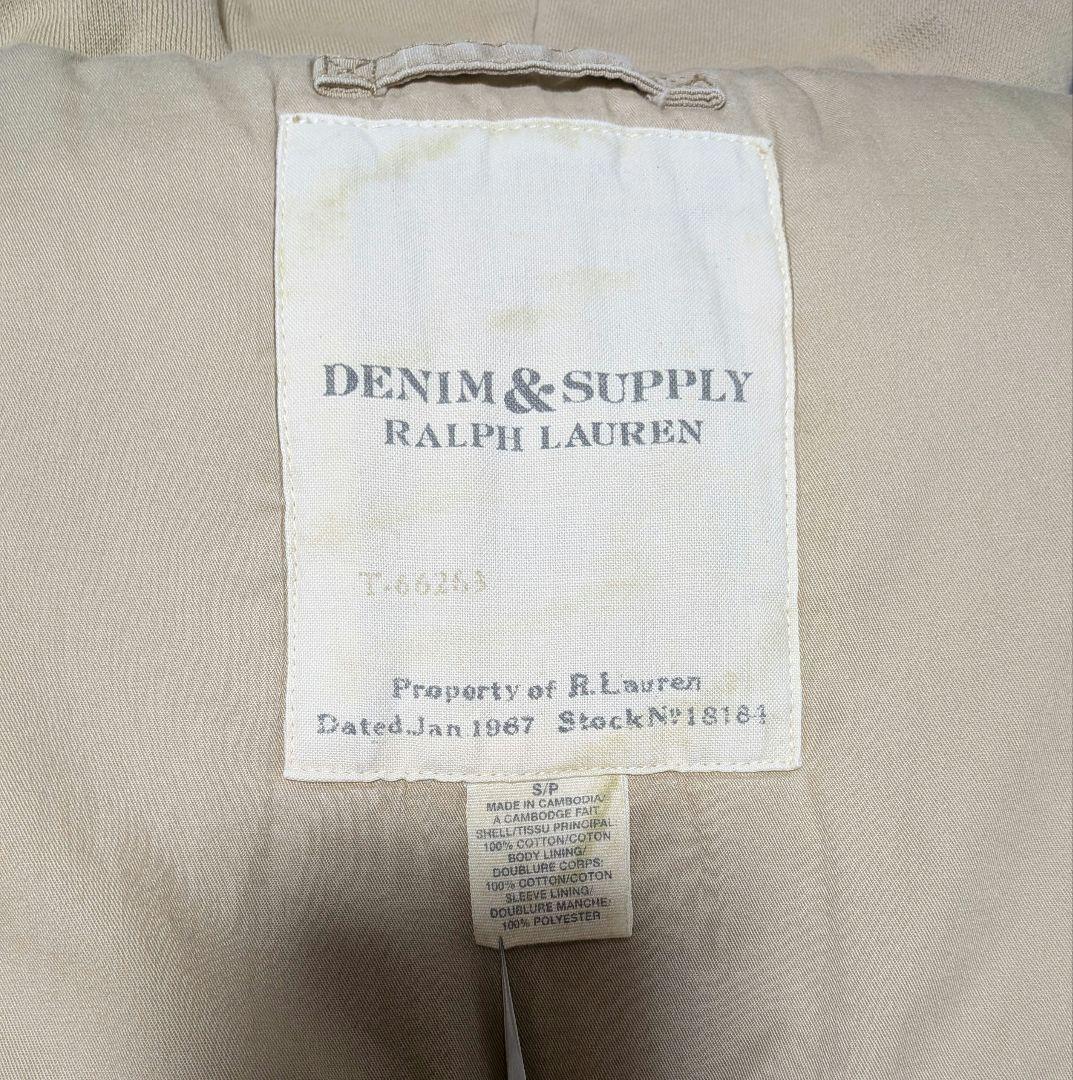 DENIM & SUPPLY
RALPH LAUREN
T-66263
Property of R.Lauren
Dated.Jan 1967 Stock Nº 18184
S/P
MADE IN CAMBODIA/
A CAMBODGE FAIT
SHELL/TISSU PRINCIPAL
100% COTTON/COTON
BODY LINING/
DOUBLURE CORPS:
100% COTTON/COTON
SLEEVE LINING/
DOUBLURE MANCHE:
100% POLYESTER